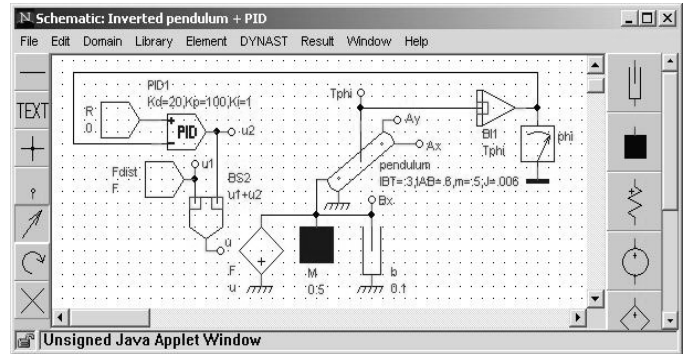 Schematic: Inverted pendulum + PID
File Edit Domain Library Element DYNAST Result Window Help
TEXT
PID1
Kd=20,Kp=100,Ki=1
R
0
PID
u2
Tphi
Ay
Ax
BI1
Tphi
phi
Fdist
F
u1
BS2
u1+u2
u
pendulum
lBT=.3,lAB=.6,m=.5,J=.006
Bx
F
u
M
0.5
b
0.1
Unsigned Java Applet Window